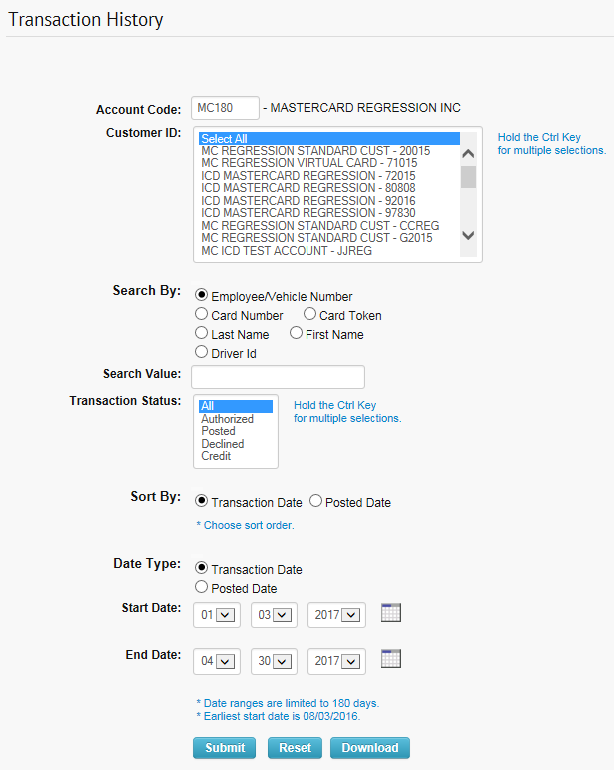 Transaction History
Account Code: MC180 - MASTERCARD REGRESSION INC
Customer ID:
Select All
MC REGRESSION STANDARD CUST - 20015
MC REGRESSION VIRTUAL CARD - 71015
ICD MASTERCARD REGRESSION - 72015
ICD MASTERCARD REGRESSION - 80808
ICD MASTERCARD REGRESSION - 92016
ICD MASTERCARD REGRESSION - 97830
MC REGRESSION STANDARD CUST - CCREG
MC REGRESSION STANDARD CUST - G2015
MC ICD TEST ACCOUNT - JJREG
Hold the Ctrl Key
for multiple selections.
Search By: Employee/Vehicle Number
Card Number Card Token
Last Name First Name
Driver Id
Search Value:
Transaction Status:
All
Authorized
Posted
Declined
Credit
Hold the Ctrl Key
for multiple selections.
Sort By: Transaction Date Posted Date
* Choose sort order.
Date Type: Transaction Date
Posted Date
Start Date: 01 03 2017
End Date: 04 30 2017
* Date ranges are limited to 180 days.
* Earliest start date is 08/03/2016.
Submit Reset Download